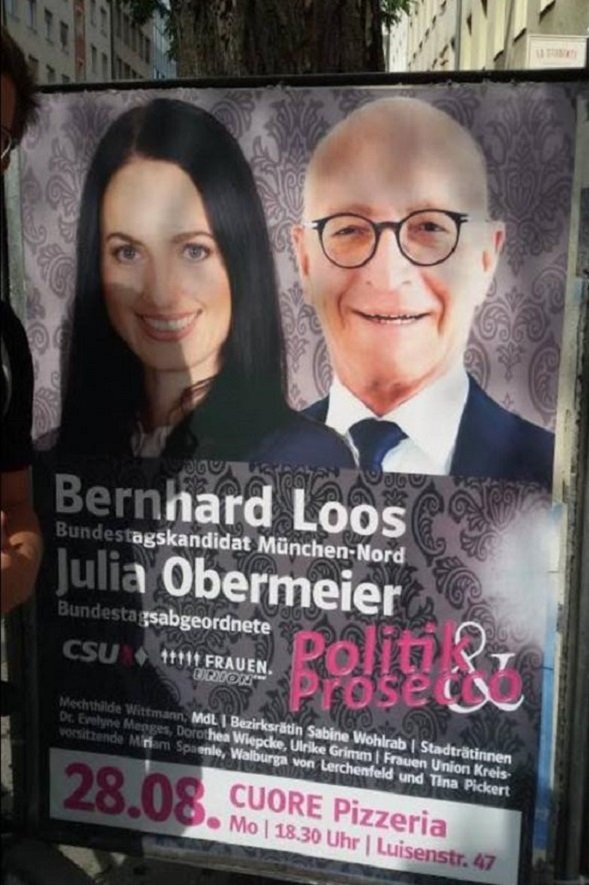 Bernhard Loos
Bundestagskandidat München-Nord
Julia Obermeier
Bundestagsabgeordnete
CSU FRAUEN UNION
Politik & Prosecco
Mechthilde Wittmann, MdL | Bezirksrätin Sabine Wohlrab | Stadträtinnen
Dr. Evelyne Menges, Dorothea Wiepcke, Ulrike Grimm | Frauen Union Kreis-
vorsitzende Miriam Spaenle, Walburga von Lerchenfeld und Tina Pickert
28.08. CUORE Pizzeria
Mo | 18.30 Uhr | Luisenstr. 47